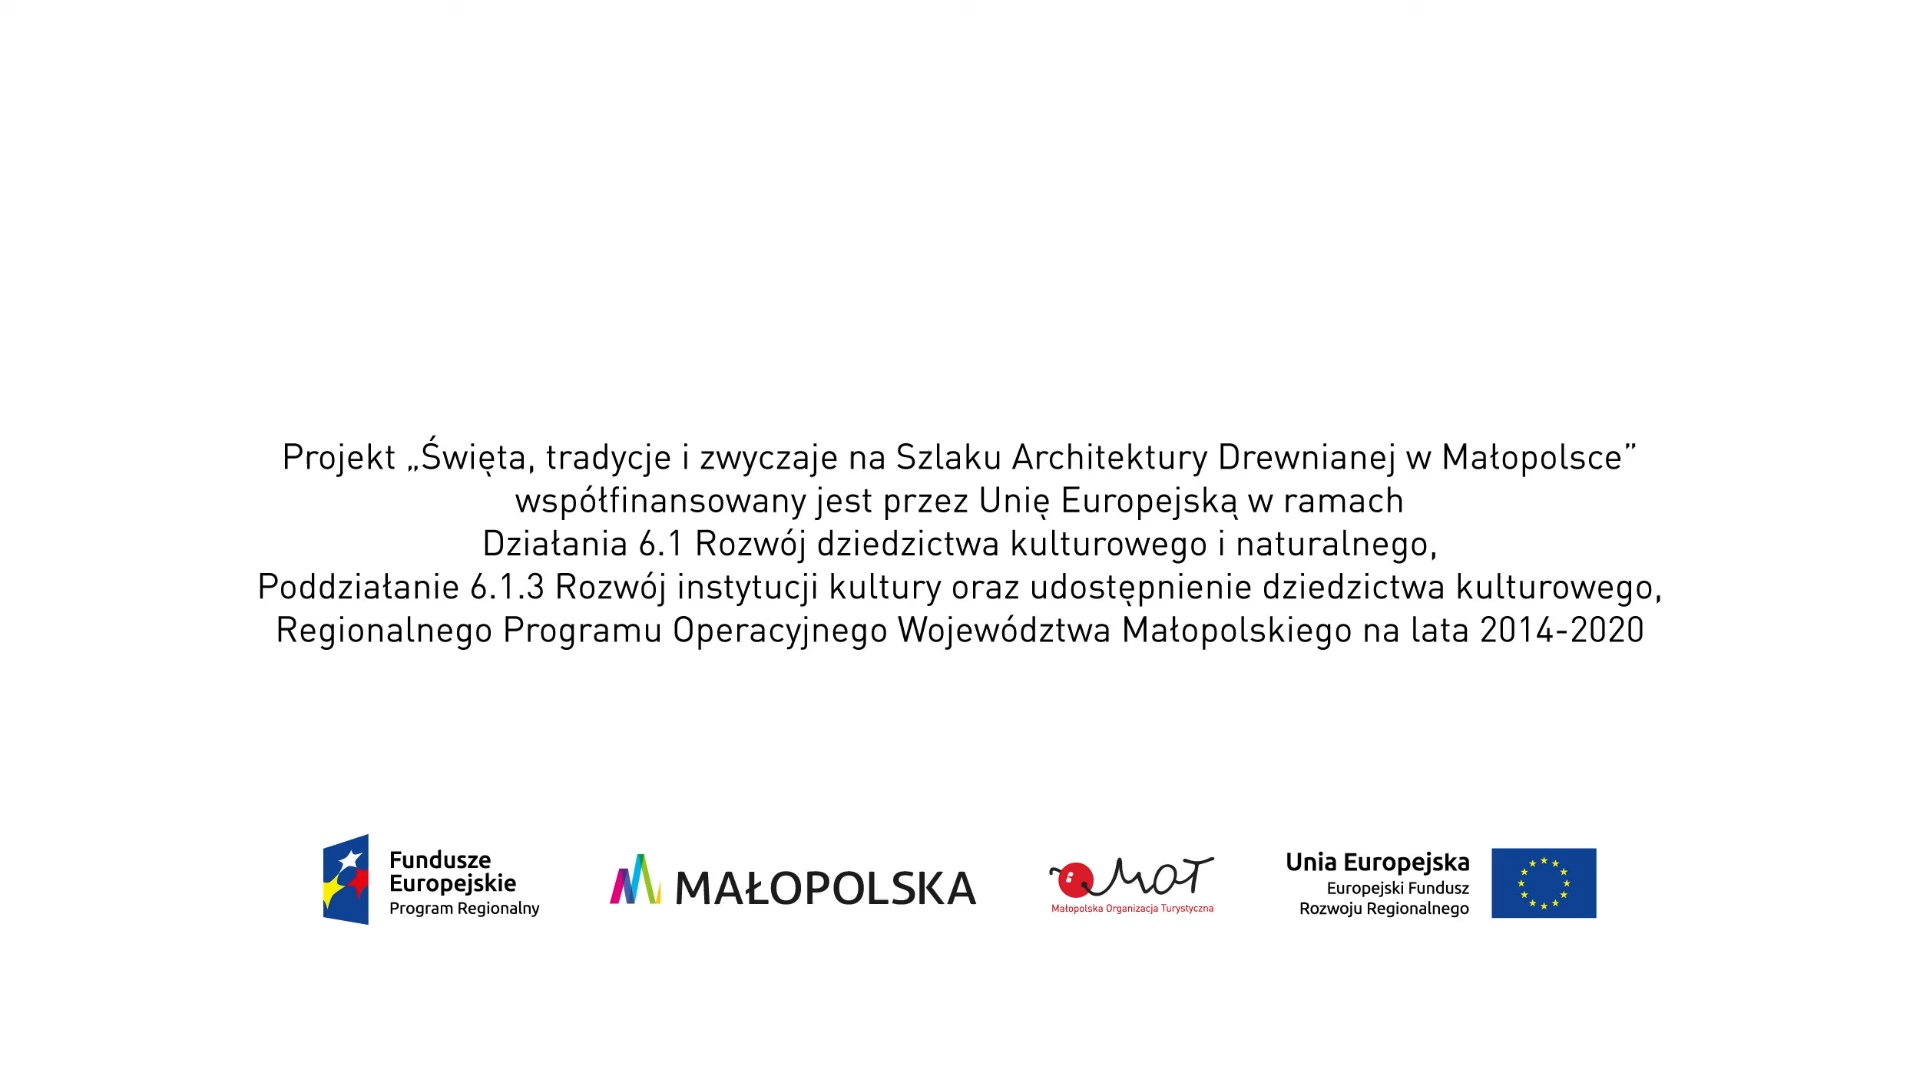 Projekt „Święta, tradycje i zwyczaje na Szlaku Architektury Drewnianej w Małopolsce”
współfinansowany jest przez Unię Europejską w ramach
Działania 6.1 Rozwój dziedzictwa kulturowego i naturalnego,
Poddziałanie 6.1.3 Rozwój instytucji kultury oraz udostępnienie dziedzictwa kulturowego,
Regionalnego Programu Operacyjnego Województwa Małopolskiego na lata 2014-2020
Fundusze
Europejskie
Program Regionalny
MAŁOPOLSKA
MOT
Małopolska Organizacja Turystyczna
Unia Europejska
Europejski Fundusz
Rozwoju Regionalnego